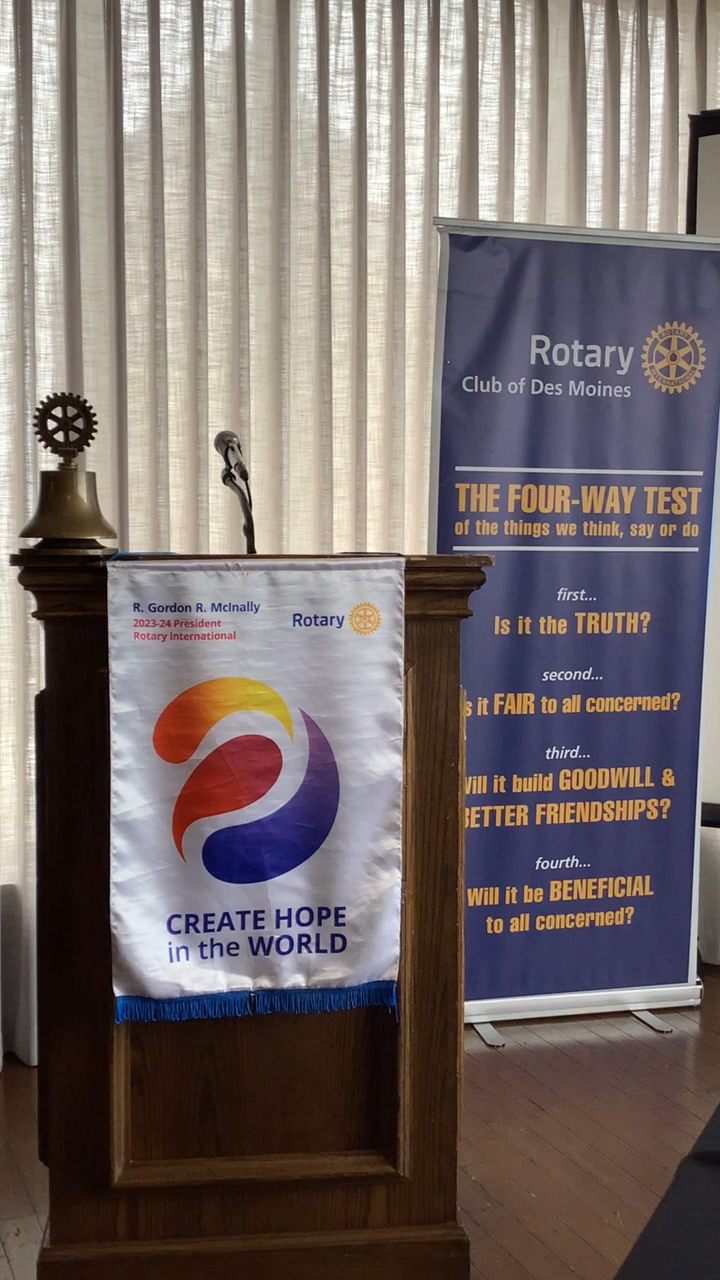 R. Gordon R. McInally
2023-24 President
Rotary International
Rotary
CREATE HOPE
in the WORLD
Rotary
Club of Des Moines
THE FOUR-WAY TEST
of the things we think, say or do
first...
Is it the TRUTH?
second...
s it FAIR to all concerned?
third...
Will it build GOODWILL &
BETTER FRIENDSHIPS?
fourth...
Will it be BENEFICIAL
to all concerned?